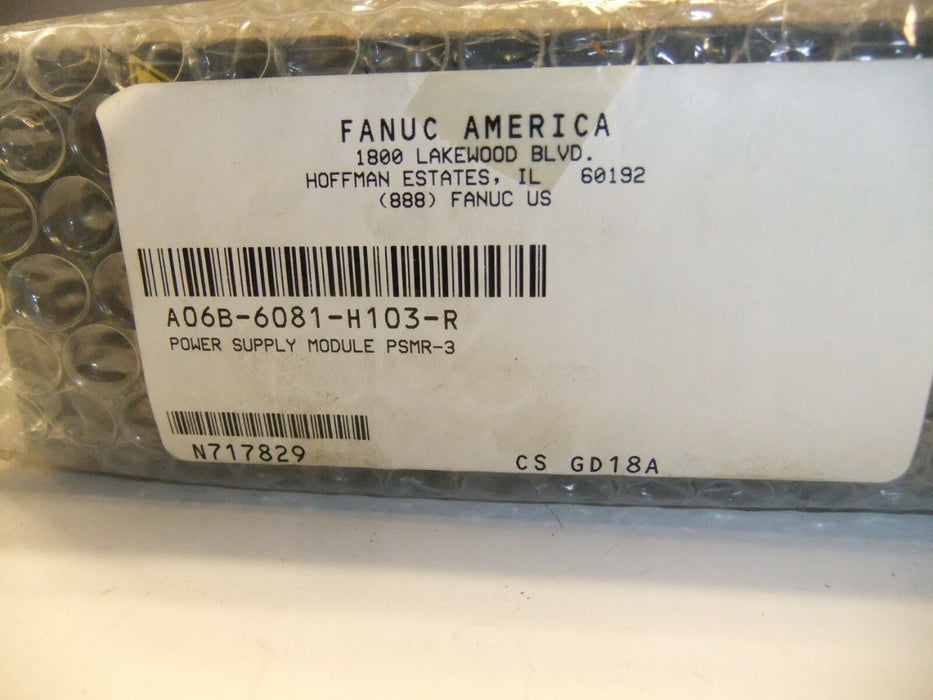 FANUC AMERICA
1800 LAKEWOOD BLVD.
HOFFMAN ESTATES, IL 60192
(888) FANUC US
A06B-6081-H103-R
POWER SUPPLY MODULE PSMR-3
N717829
CS GD18A